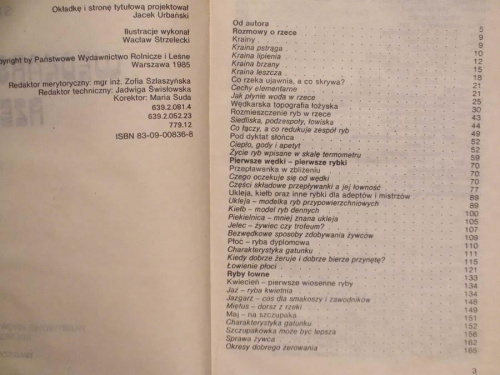 Okładkę i stronę tytułową projektował
Jacek Urbański
Ilustracje wykonał
Wacław Strzelecki
pyright by Państwowe Wydawnictwo Rolnicze i Leśne
Warszawa 1985
Redaktor merytoryczny: mgr inż. Zofia Szlaszyńska
Redaktor techniczny: Jadwiga Świsłowska
Korektor: Maria Suda
639.2.081.4
639.2.052.23
779.12
ISBN 83-09-00836-8
Od autora 5
Rozmowy o rzece 9
Krainy 9
Kraina pstrąga 9
Kraina lipienia 10
Kraina brzany 12
Kraina leszcza 15
Co rzeka ujawnia, a co skrywa? 18
Cechy elementarne 21
Jak płynie woda w rzece 21
Wędkarska topografia łożyska 25
Rozmieszczenie ryb w rzece 30
Siedliska, podzespoły, łowiska 43
Co łączy, a co redukuje zespół ryb 44
Pod dyktat słońca 49
Ciepło, gody i apetyt 52
Życie ryb wpisane w skalę termometru 52
Pierwsze wędki – pierwsze rybki 59
Przepławanka w zbliżeniu 70
Czego oczekuje się od wędki 70
Części składowe przepływanki a jej łowność 77
Ukleja, kiełb oraz inne rybki dla adeptów i mistrzów 89
Ukleja – modelka ryb przypowierzchniowych 89
Kiełb – model ryb dennych 100
Piekielnica – mniej znana ukleja 105
Jelec – żywiec czy trofeum? 107
Bezwędkowe sposoby zdobywania żywców 109
Płoć – ryba dyplomowa 110
Charakterystyka gatunku 111
Kiedy dobrze żeruje i dobrze bierze przynętę? 115
Łowienie płoci 121
Ryby łowne 133
Kwiecień – pierwsze wiosenne ryby
Jaź – ryba kwietnia
Jazgarz – coś dla smakoszy i zawodników
Miętus – dorsz z rzeki 148
Maj – na szczupaka 151
Charakterystyka gatunku 152
Szczupakówka może być lepsza 156
Sprawa żywca 162
Okresy dobrego żerowania 165
3